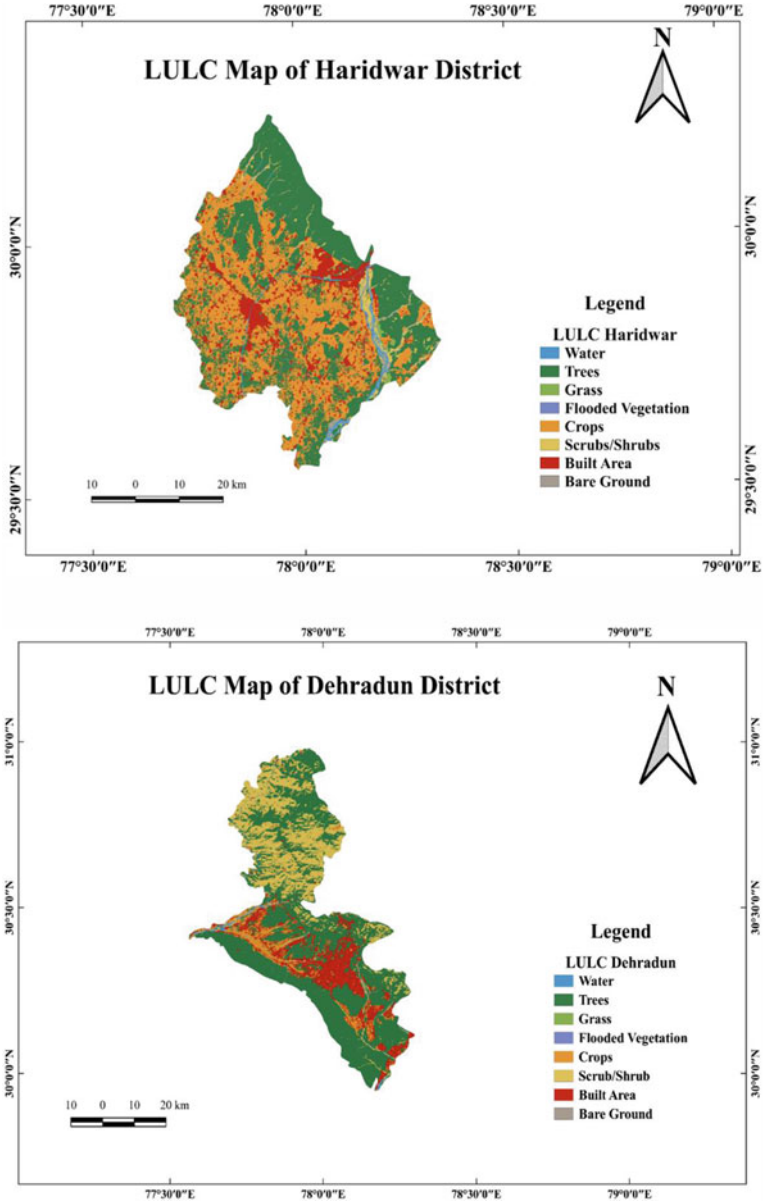 77°30'0"E 78°0'0"E 78°30'0"E 79°0'0"E
LULC Map of Haridwar District
N
30°0'0"N
30°0'0"N
Legend
LULC Haridwar
Water
Trees
Grass
Flooded Vegetation
Crops
Scrubs/Shrubs
Built Area
Bare Ground
10 0 10 20 km
29°30'0"N
29°30'0"N
77°30'0"E 78°0'0"E 78°30'0"E 79°0'0"E
77°30'0"E 78°0'0"E 78°30'0"E 79°0'0"E
LULC Map of Dehradun District
N
31°0'0"N
31°0'0"N
30°30'0"N
30°30'0"N
Legend
LULC Dehradun
Water
Trees
Grass
Flooded Vegetation
Crops
Scrub/Shrub
Built Area
Bare Ground
30°0'0"N
30°0'0"N
10 0 10 20 km
77°30'0"E 78°0'0"E 78°30'0"E 79°0'0"E